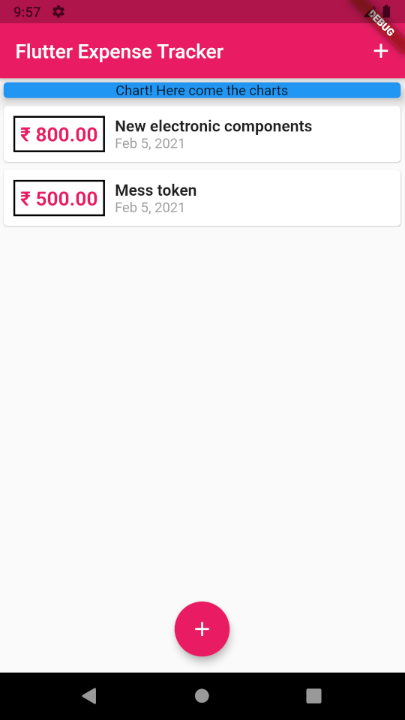 9:57
DEBUG
Flutter Expense Tracker
Chart! Here come the charts
₹ 800.00
New electronic components
Feb 5, 2021
₹ 500.00
Mess token
Feb 5, 2021